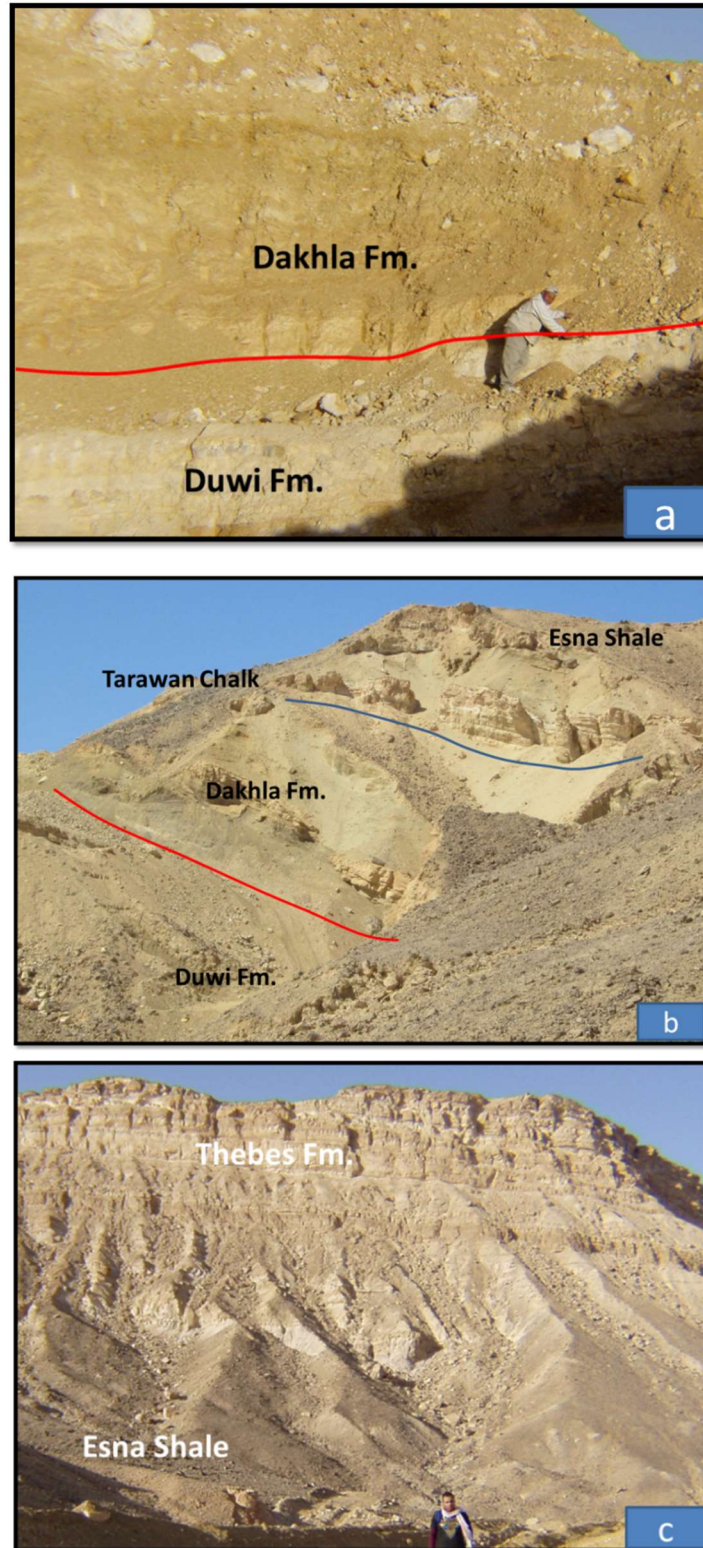 Dakhla Fm.
Duwi Fm.
a
Esna Shale
Tarawan Chalk
Dakhla Fm.
Duwi Fm.
b
Thebes Fm.
Esna Shale
c